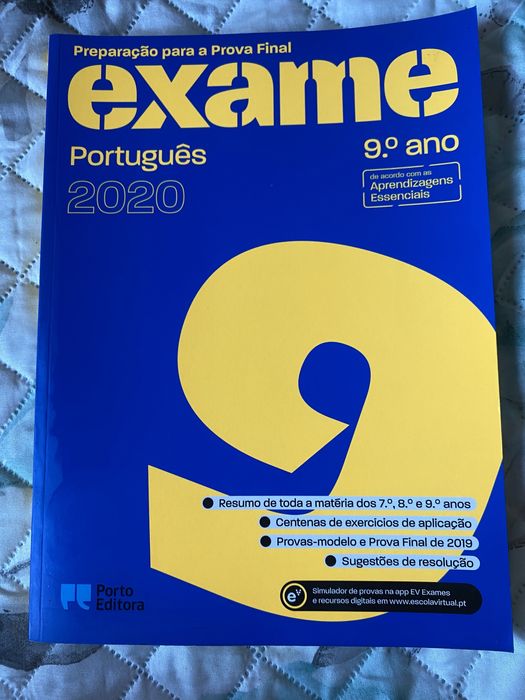 Preparação para a Prova Final
exame
Português
9.º ano
2020
de acordo com as
Aprendizagens
Essenciais
9
Resumo de toda a matéria dos 7.º, 8.º e 9.º anos
Centenas de exercícios de aplicação
Provas-modelo e Prova Final de 2019
Sugestões de resolução
Porto
Editora
eV
Simulador de provas na app EV Exames
e recursos digitais em www.escolavirtual.pt